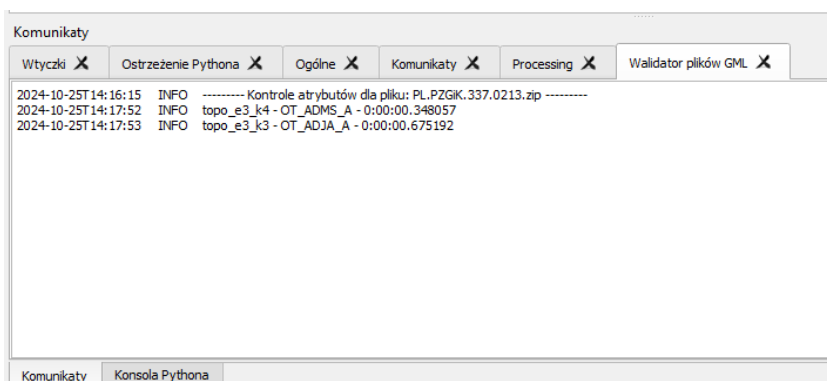 Komunikaty
Wtyczki Ostrzeżenie Pythona Ogólne Komunikaty Processing Walidator plików GML
2024-10-25T14:16:15 INFO --------- Kontrole atrybutów dla pliku: PL.PZGiK.337.0213.zip ---------
2024-10-25T14:17:52 INFO topo_e3_k4 - OT_ADMS_A - 0:00:00.348057
2024-10-25T14:17:53 INFO topo_e3_k3 - OT_ADJA_A - 0:00:00.675192
Komunikaty Konsola Pythona